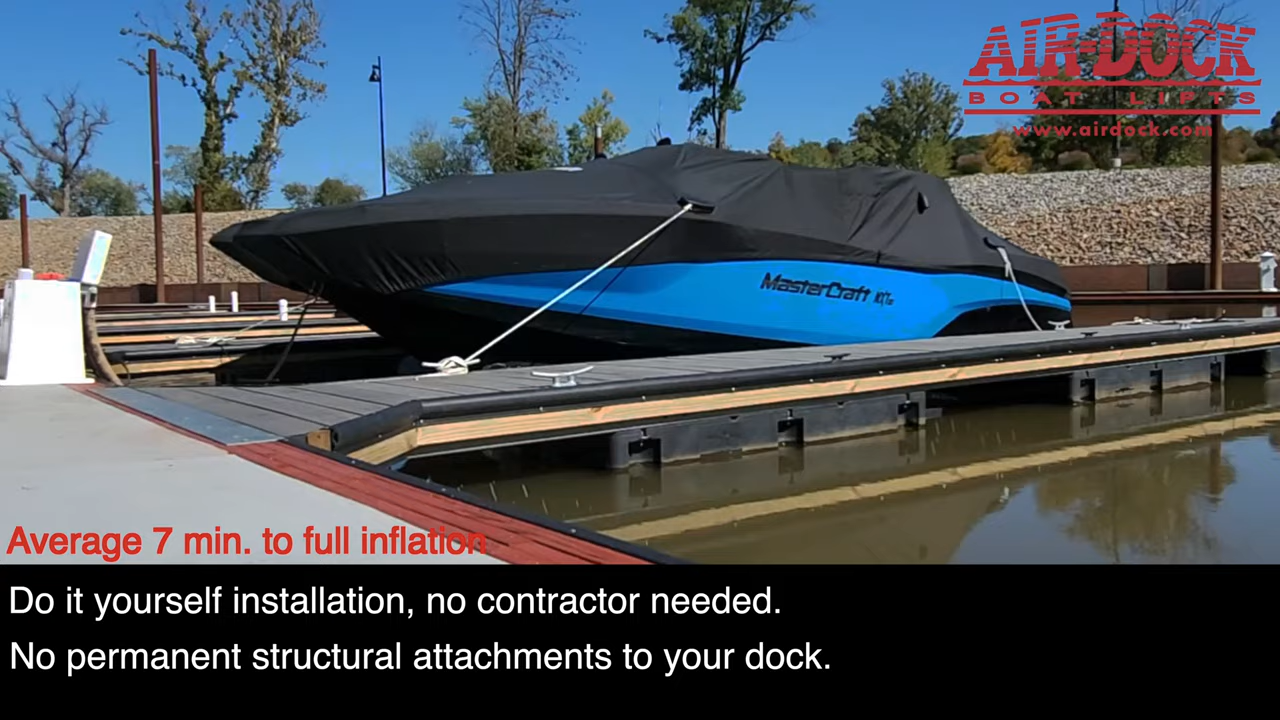 AIR-DOCK
BOAT LIFTS
www.airdock.com
MasterCraft
Average 7 min. to full inflation
Do it yourself installation, no contractor needed.
No permanent structural attachments to your dock.